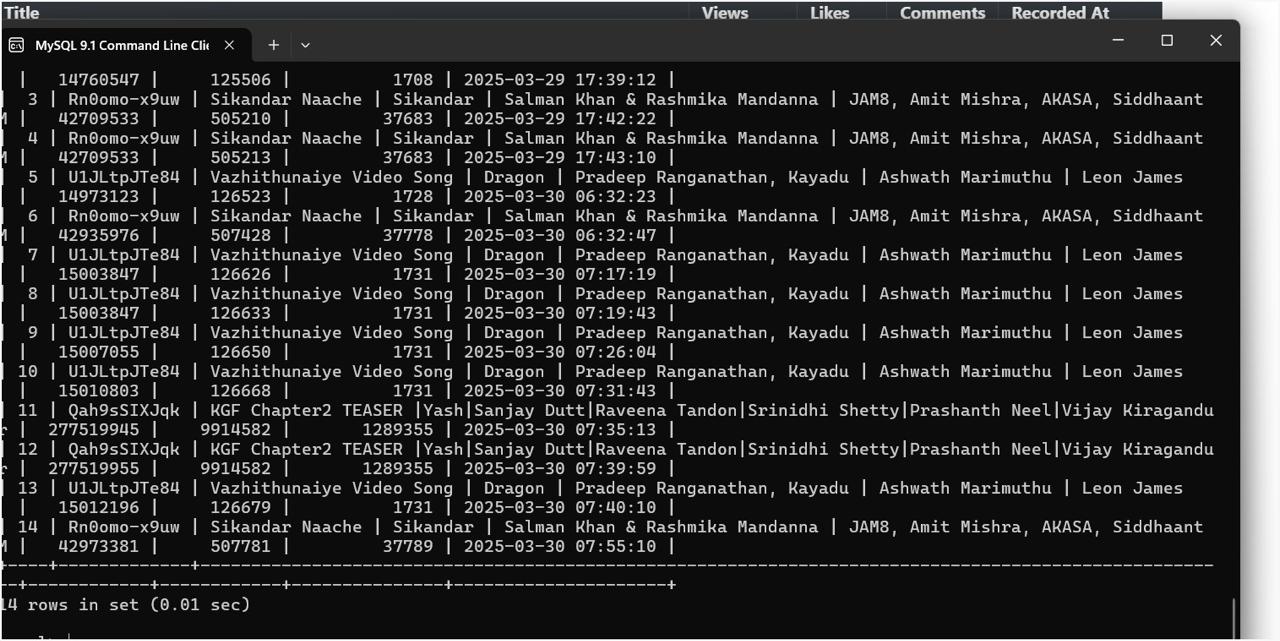 Title Views Likes Comments Recorded At
MySQL 9.1 Command Line Clie
| 14760547 | 125506 | 1708 | 2025-03-29 17:39:12 |
| 3 | Rn0omo-x9uw | Sikandar Naache | Sikandar | Salman Khan & Rashmika Mandanna | JAM8, Amit Mishra, AKASA, Siddhaant
M | 42709533 | 505210 | 37683 | 2025-03-29 17:42:22 |
| 4 | Rn0omo-x9uw | Sikandar Naache | Sikandar | Salman Khan & Rashmika Mandanna | JAM8, Amit Mishra, AKASA, Siddhaant
M | 42709533 | 505213 | 37683 | 2025-03-29 17:43:10 |
| 5 | U1JLtpJTe84 | Vazhithunaiye Video Song | Dragon | Pradeep Ranganathan, Kayadu | Ashwath Marimuthu | Leon James
| 14973123 | 126523 | 1728 | 2025-03-30 06:32:23 |
| 6 | Rn0omo-x9uw | Sikandar Naache | Sikandar | Salman Khan & Rashmika Mandanna | JAM8, Amit Mishra, AKASA, Siddhaant
M | 42935976 | 507428 | 37778 | 2025-03-30 06:32:47 |
| 7 | U1JLtpJTe84 | Vazhithunaiye Video Song | Dragon | Pradeep Ranganathan, Kayadu | Ashwath Marimuthu | Leon James
| 15003847 | 126626 | 1731 | 2025-03-30 07:17:19 |
| 8 | U1JLtpJTe84 | Vazhithunaiye Video Song | Dragon | Pradeep Ranganathan, Kayadu | Ashwath Marimuthu | Leon James
| 15003847 | 126633 | 1731 | 2025-03-30 07:19:43 |
| 9 | U1JLtpJTe84 | Vazhithunaiye Video Song | Dragon | Pradeep Ranganathan, Kayadu | Ashwath Marimuthu | Leon James
| 15007055 | 126650 | 1731 | 2025-03-30 07:26:04 |
| 10 | U1JLtpJTe84 | Vazhithunaiye Video Song | Dragon | Pradeep Ranganathan, Kayadu | Ashwath Marimuthu | Leon James
| 15010803 | 126668 | 1731 | 2025-03-30 07:31:43 |
| 11 | Qah9sSIXJqk | KGF Chapter2 TEASER |Yash|Sanjay Dutt|Raveena Tandon|Srinidhi Shetty|Prashanth Neel|Vijay Kiragandu
r | 277519945 | 9914582 | 1289355 | 2025-03-30 07:35:13 |
| 12 | Qah9sSIXJqk | KGF Chapter2 TEASER |Yash|Sanjay Dutt|Raveena Tandon|Srinidhi Shetty|Prashanth Neel|Vijay Kiragandu
r | 277519955 | 9914582 | 1289355 | 2025-03-30 07:39:59 |
| 13 | U1JLtpJTe84 | Vazhithunaiye Video Song | Dragon | Pradeep Ranganathan, Kayadu | Ashwath Marimuthu | Leon James
| 15012196 | 126679 | 1731 | 2025-03-30 07:40:10 |
| 14 | Rn0omo-x9uw | Sikandar Naache | Sikandar | Salman Khan & Rashmika Mandanna | JAM8, Amit Mishra, AKASA, Siddhaant
M | 42973381 | 507781 | 37789 | 2025-03-30 07:55:10 |
14 rows in set (0.01 sec)